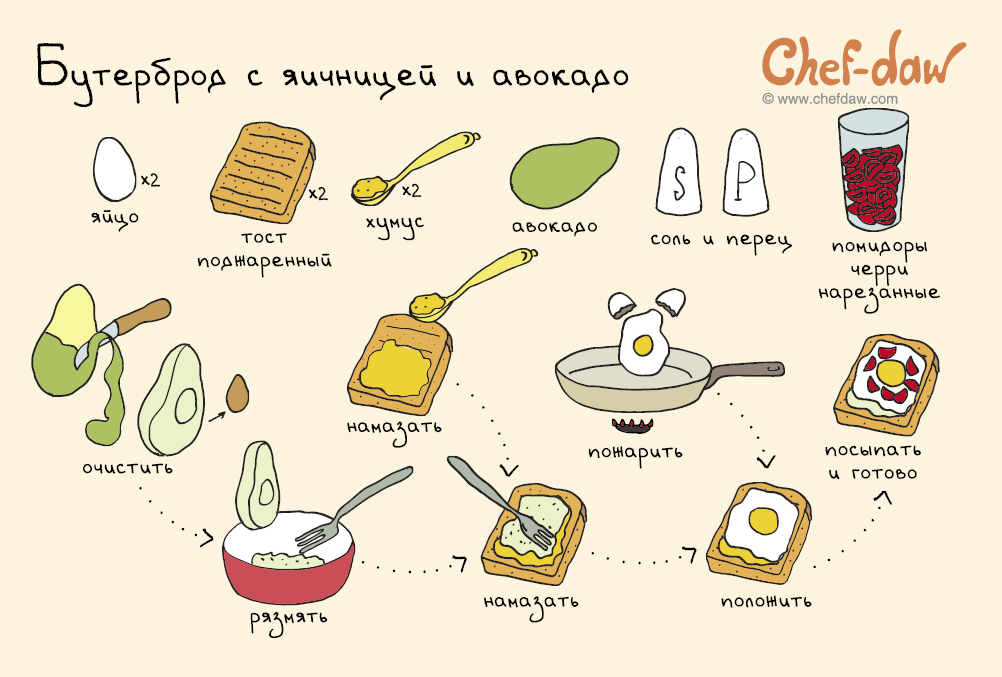 Бутерброд с яичницей и авокадо
Chef-daw
© www.chefdaw.com
x2
яйцо
x2
тост
поджаренный
x2
хумус
авокадо
S P
соль и перец
помидоры
черри
нарезанные
очистить
намазать
пожарить
посыпать
и готово
рязмять
намазать
положить